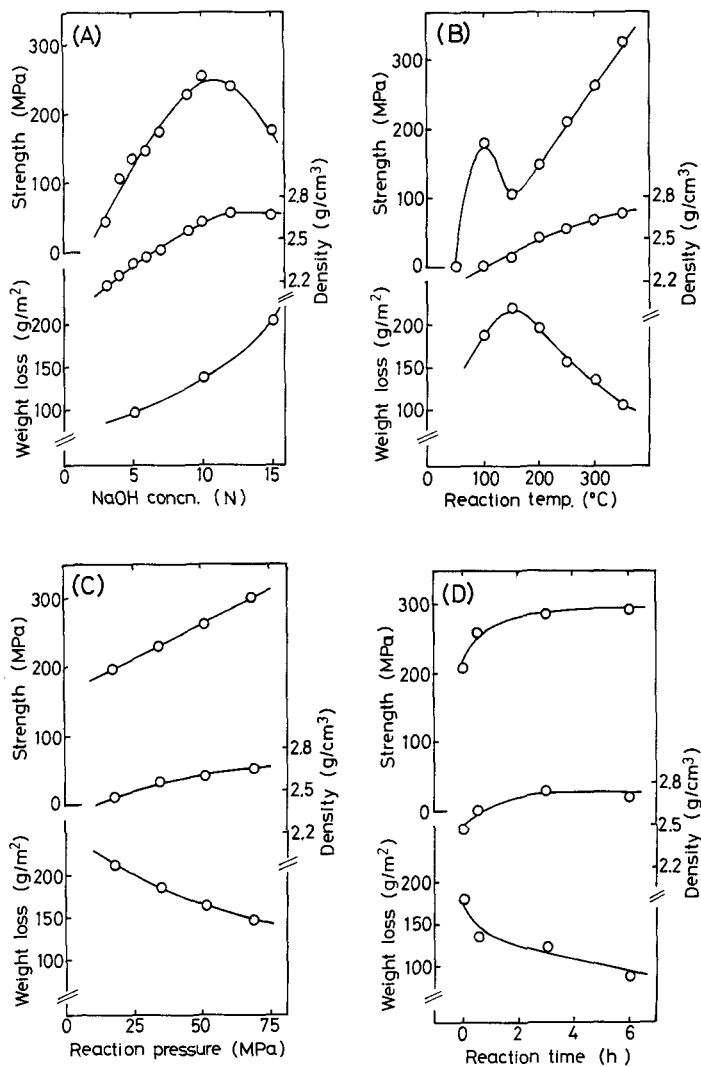 (A)
300
200
100
0
Strength (MPa)
2.8
2.5
2.2
Density (g/cm³)
200
150
100
Weight loss (g/m²)
0 5 10 15
NaOH concn. (N)
(B)
300
200
100
0
Strength (MPa)
2.8
2.5
2.2
Density (g/cm³)
200
150
100
Weight loss (g/m²)
0 100 200 300
Reaction temp. (°C)
(C)
300
200
100
0
Strength (MPa)
2.8
2.5
2.2
Density (g/cm³)
200
150
Weight loss (g/m²)
0 25 50 75
Reaction pressure (MPa)
(D)
300
200
100
0
Strength (MPa)
2.8
2.5
2.2
Density (g/cm³)
200
150
100
Weight loss (g/m²)
0 2 4 6
Reaction time (h)